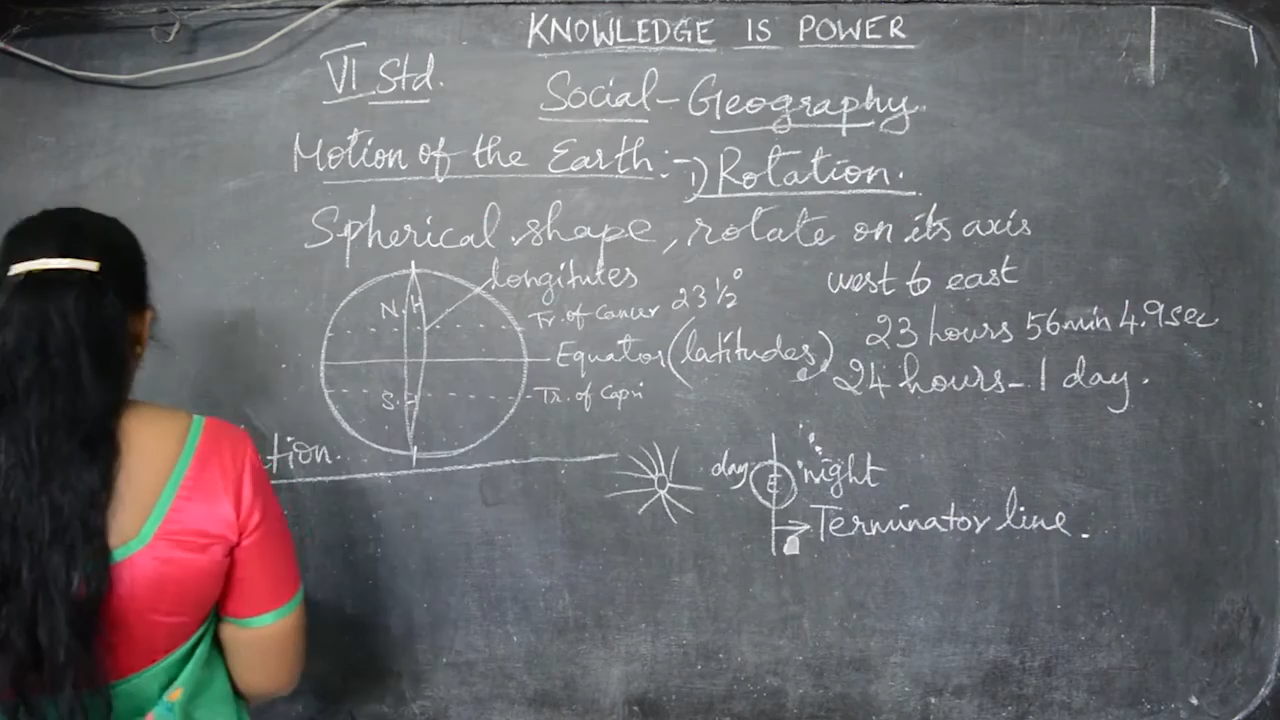 KNOWLEDGE IS POWER
VI Std.
Social-Geography.
Motion of the Earth:- 1) Rotation.
Spherical shape, rotate on its axis
west to east
longitutes
Tr. of Cancer 23 1/2°
23 hours 56 min 4.9 sec
N
Equator (latitudes)
24 hours - 1 day.
S
Tr. of Capri
tion.
day
E
night
Terminator line.